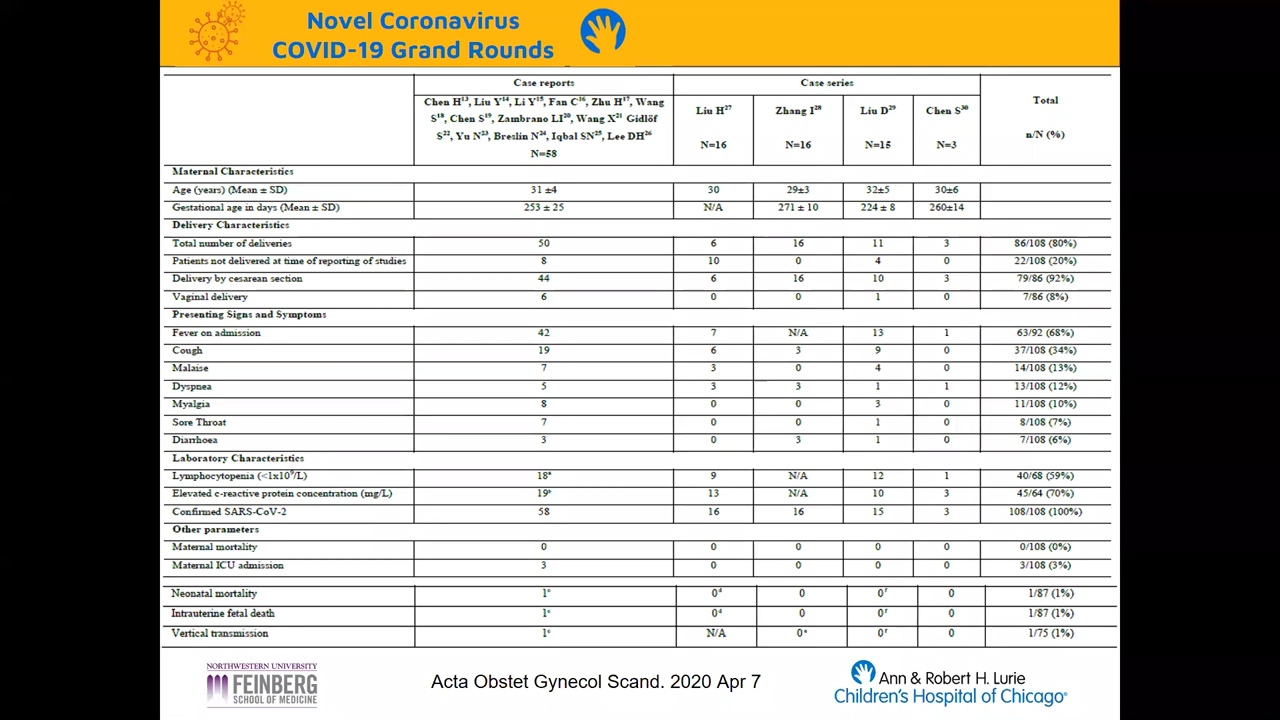 Novel Coronavirus
COVID-19 Grand Rounds
Case reports Case series
Chen H13, Liu Y14, Li Y15, Fan C16, Zhu H17, Wang
S18, Chen S19, Zambrano LI20, Wang X21 Gidlöf
S22, Yu N23, Breslin N24, Iqbal SN25, Lee DH26
N=58
Liu H27 Zhang I28 Liu D29 Chen S30
N=16 N=16 N=15 N=3
Total
n/N (%)
Maternal Characteristics
Age (years) (Mean ± SD) 31 ±4 30 29±3 32±5 30±6
Gestational age in days (Mean ± SD) 253 ± 25 N/A 271 ± 10 224 ± 8 260±14
Delivery Characteristics
Total number of deliveries 50 6 16 11 3 86/108 (80%)
Patients not delivered at time of reporting of studies 8 10 0 4 0 22/108 (20%)
Delivery by cesarean section 44 6 16 10 3 79/86 (92%)
Vaginal delivery 6 0 0 1 0 7/86 (8%)
Presenting Signs and Symptoms
Fever on admission 42 7 N/A 13 1 63/92 (68%)
Cough 19 6 3 9 0 37/108 (34%)
Malaise 7 3 0 4 0 14/108 (13%)
Dyspnea 5 3 3 1 1 13/108 (12%)
Myalgia 8 0 0 3 0 11/108 (10%)
Sore Throat 7 0 0 1 0 8/108 (7%)
Diarrhoea 3 0 3 1 0 7/108 (6%)
Laboratory Characteristics
Lymphocytopenia (<1x10⁹/L) 18a 9 N/A 12 1 40/68 (59%)
Elevated c-reactive protein concentration (mg/L) 19b 13 N/A 10 3 45/64 (70%)
Confirmed SARS-CoV-2 58 16 16 15 3 108/108 (100%)
Other parameters
Maternal mortality 0 0 0 0 0 0/108 (0%)
Maternal ICU admission 3 0 0 0 0 3/108 (3%)
Neonatal mortality 1c 0d 0 0f 0 1/87 (1%)
Intrauterine fetal death 1c 0d 0 0f 0 1/87 (1%)
Vertical transmission 1c N/A 0e 0f 0 1/75 (1%)
NORTHWESTERN UNIVERSITY
FEINBERG
SCHOOL OF MEDICINE
Acta Obstet Gynecol Scand. 2020 Apr 7
Ann & Robert H. Lurie
Children's Hospital of Chicago®